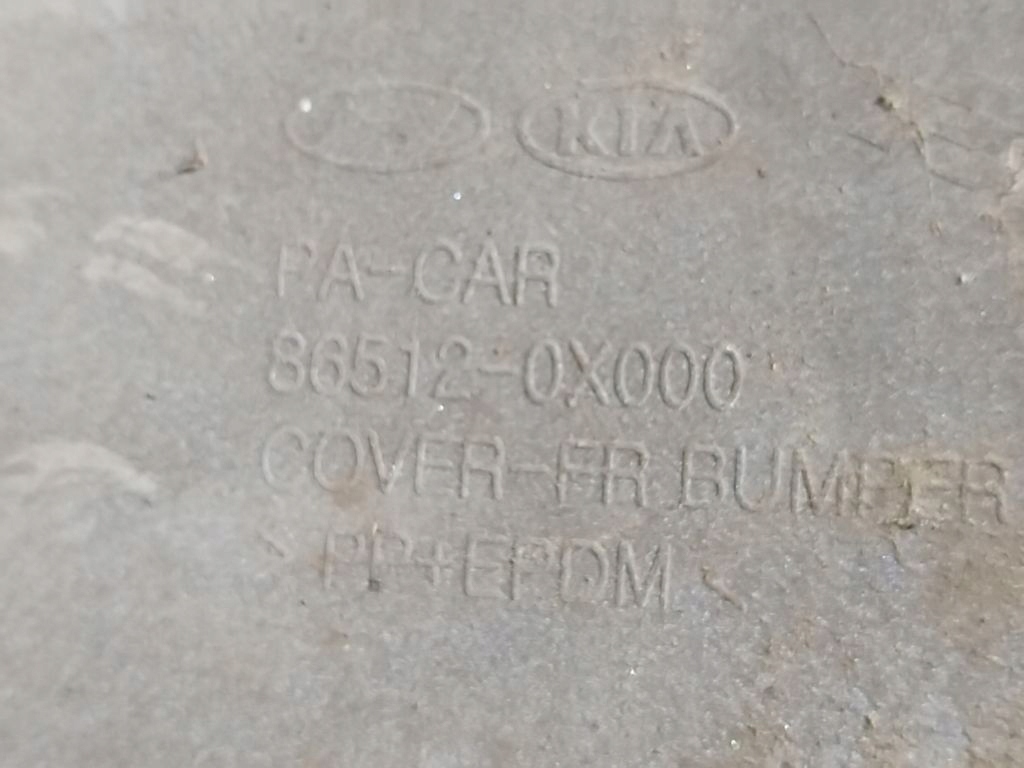 KIA
PA-CAR
86512-0X000
COVER-FR BUMPER
>PP+EPDM<